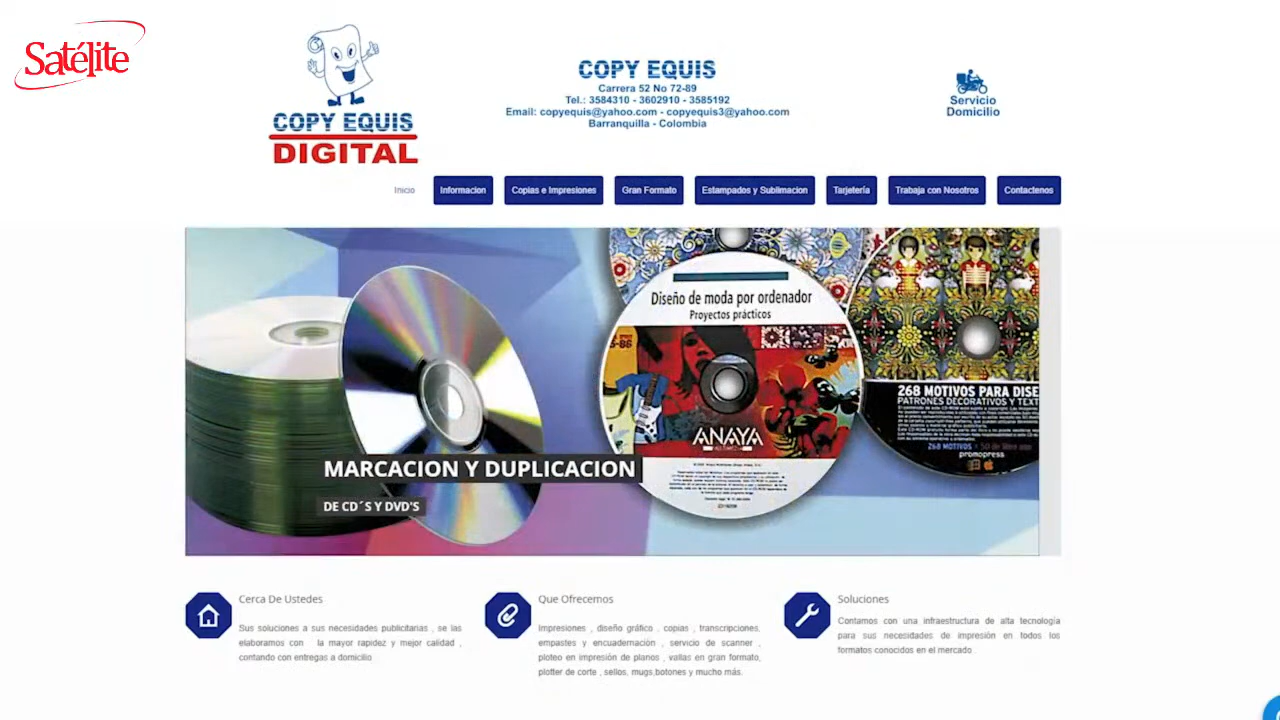 Satélite
COPY EQUIS
DIGITAL
COPY EQUIS
Carrera 52 No 72-89
Tel.: 3584310 - 3602910 - 3585192
Email: copyequis@yahoo.com - copyequis3@yahoo.com
Barranquilla - Colombia
Servicio
Domicilio
Inicio
Informacion
Copias e Impresiones
Gran Formato
Estampados y Sublimacion
Tarjetería
Trabaja con Nosotros
Contactenos
Diseño de moda por ordenador
Proyectos prácticos
ANAYA
268 MOTIVOS PARA DISE
PATRONES DECORATIVOS Y TEXT
268 MOTIVOS
promopress
MARCACION Y DUPLICACION
DE CD´S Y DVD'S
Cerca De Ustedes
Sus soluciones a sus necesidades publicitarias , se las
elaboramos con la mayor rapidez y mejor calidad ,
contando con entregas a domicilio
Que Ofrecemos
Impresiones , diseño gráfico , copias , transcripciones,
empastes y encuadernación , servicio de scanner ,
ploteo en impresión de planos , vallas en gran formato,
plotter de corte , sellos, mugs,botones y mucho más.
Soluciones
Contamos con una infraestructura de alta tecnología
para sus necesidades de impresión en todos los
formatos conocidos en el mercado